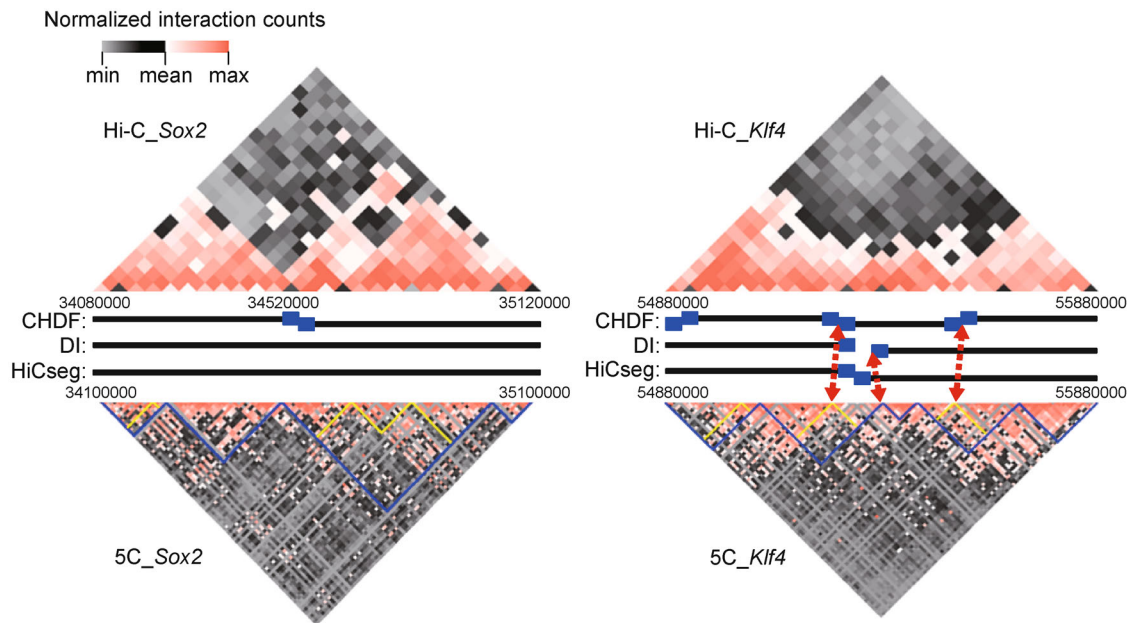 Normalized interaction counts
min mean max
Hi-C_Sox2
Hi-C_Klf4
34080000 34520000 35120000
54880000 55880000
CHDF:
CHDF:
DI:
DI:
HiCseg:
HiCseg:
34100000 35100000
54880000 55880000
5C_Sox2
5C_Klf4